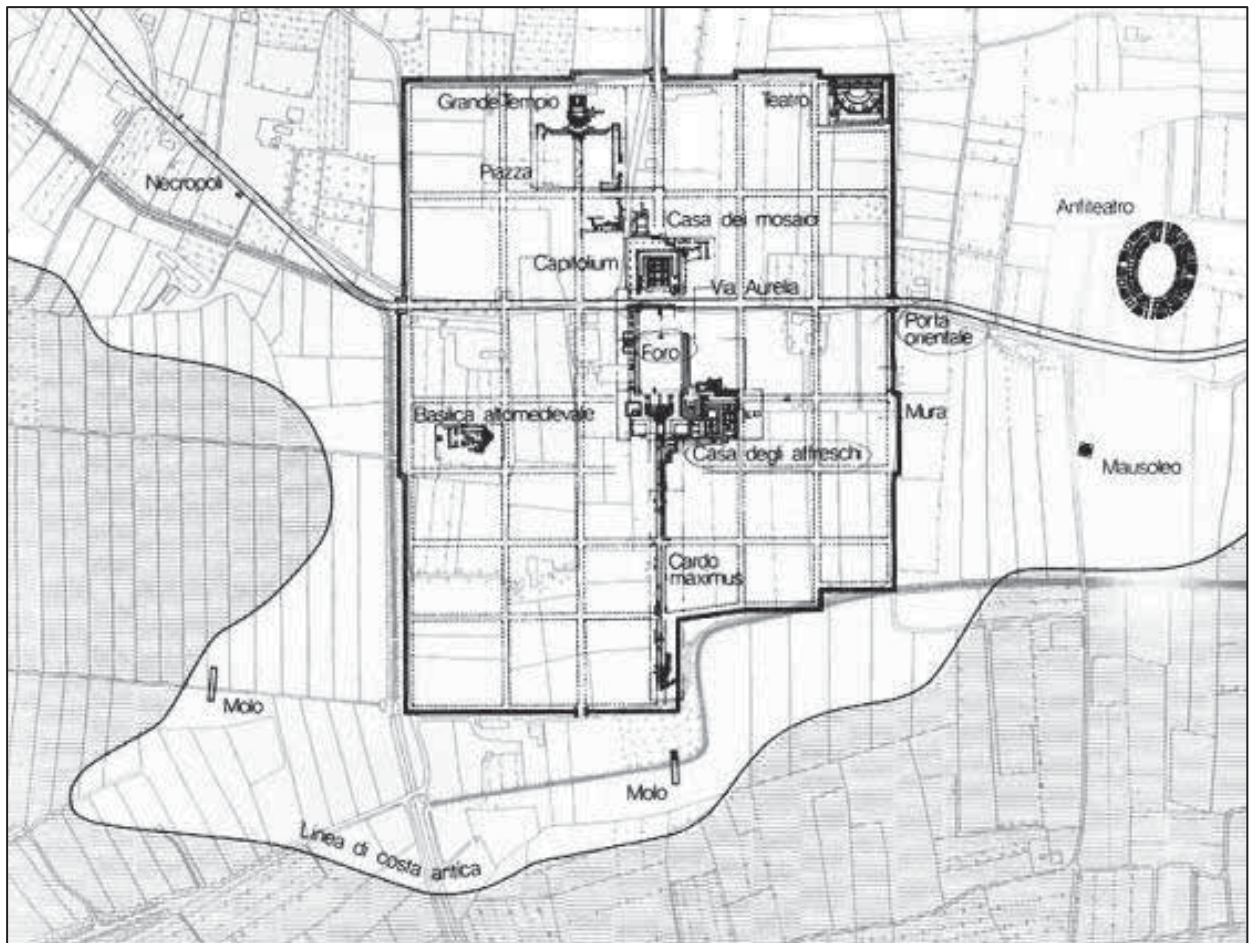 Grande Tempio
Teatro
Piazza
Necropoli
Casa dei mosaici
Anfiteatro
Capitolium
Via Aurelia
Porta
orientale
Foro
Basilica altomedievale
Mura
Casa degli affreschi
Mausoleo
Cardo
maximus
Molo
Molo
Linea di costa antica